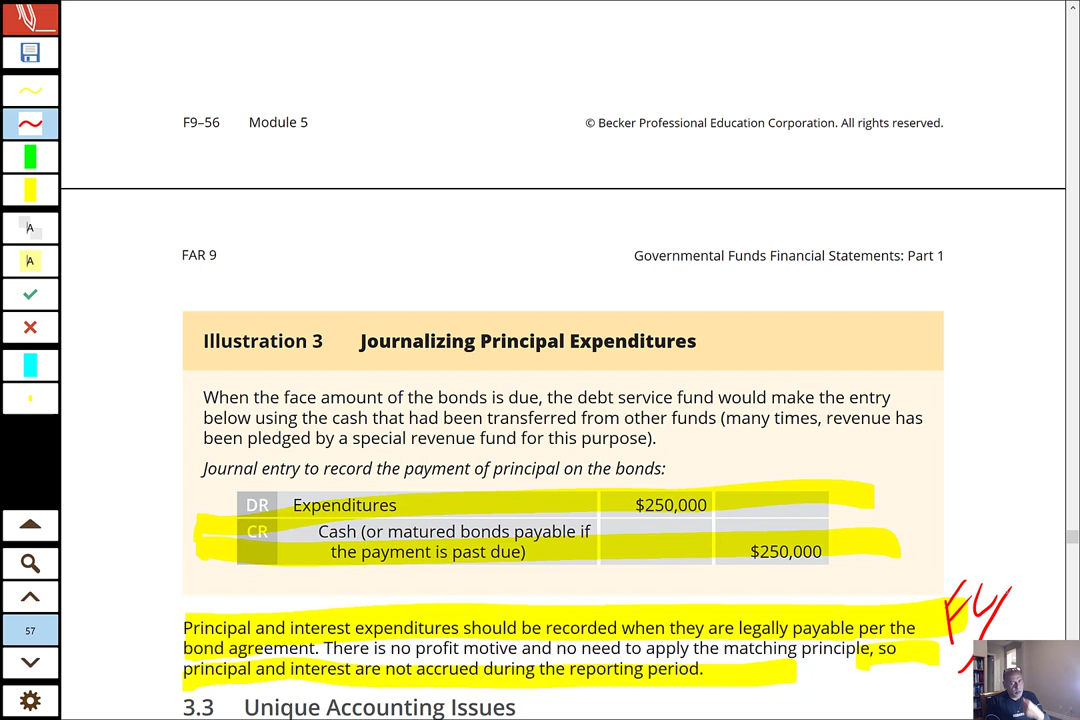 F9–56 Module 5
© Becker Professional Education Corporation. All rights reserved.
FAR 9
Governmental Funds Financial Statements: Part 1
Illustration 3 Journalizing Principal Expenditures
When the face amount of the bonds is due, the debt service fund would make the entry
below using the cash that had been transferred from other funds (many times, revenue has
been pledged by a special revenue fund for this purpose).
Journal entry to record the payment of principal on the bonds:
DR Expenditures $250,000
CR Cash (or matured bonds payable if
the payment is past due) $250,000
Principal and interest expenditures should be recorded when they are legally payable per the
bond agreement. There is no profit motive and no need to apply the matching principle, so
principal and interest are not accrued during the reporting period.
3.3 Unique Accounting Issues
FY
A
A
57